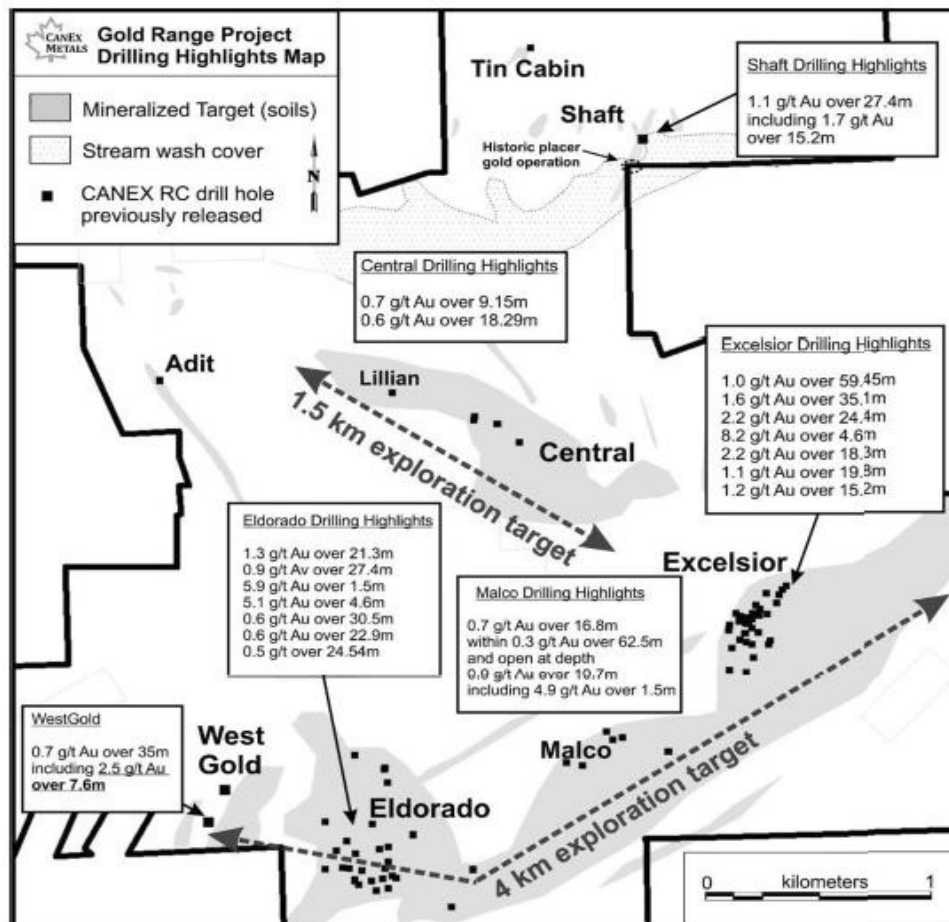 CANEX
METALS
Gold Range Project
Drilling Highlights Map
Mineralized Target (soils)
Stream wash cover
CANEX RC drill hole
previously released
N
Tin Cabin
Shaft
Historic placer
gold operation
Shaft Drilling Highlights
1.1 g/t Au over 27.4m
including 1.7 g/t Au
over 15.2m
Central Drilling Highlights
0.7 g/t Au over 9.15m
0.6 g/t Au over 18.29m
Adit
Lillian
Central
1.5 km exploration target
Excelsior Drilling Highlights
1.0 g/t Au over 59.45m
1.6 g/t Au over 35.1m
2.2 g/t Au over 24.4m
8.2 g/t Au over 4.6m
2.2 g/t Au over 18.3m
1.1 g/t Au over 19.8m
1.2 g/t Au over 15.2m
Excelsior
Eldorado Drilling Highlights
1.3 g/t Au over 21.3m
0.9 g/t Av over 27.4m
5.9 g/t Au over 1.5m
5.1 g/t Au over 4.6m
0.6 g/t Au over 30.5m
0.6 g/t Au over 22.9m
0.5 g/t over 24.54m
Malco Drilling Highlights
0.7 g/t Au over 16.8m
within 0.3 g/t Au over 62.5m
and open at depth
g/t Au over 10.7m
including 4.9 g/t Au over 1.5m
WestGold
0.7 g/t Au over 35m
including 2.5 g/t Au
over 7.6m
West
Gold
Malco
Eldorado
4 km exploration target
0 kilometers 1